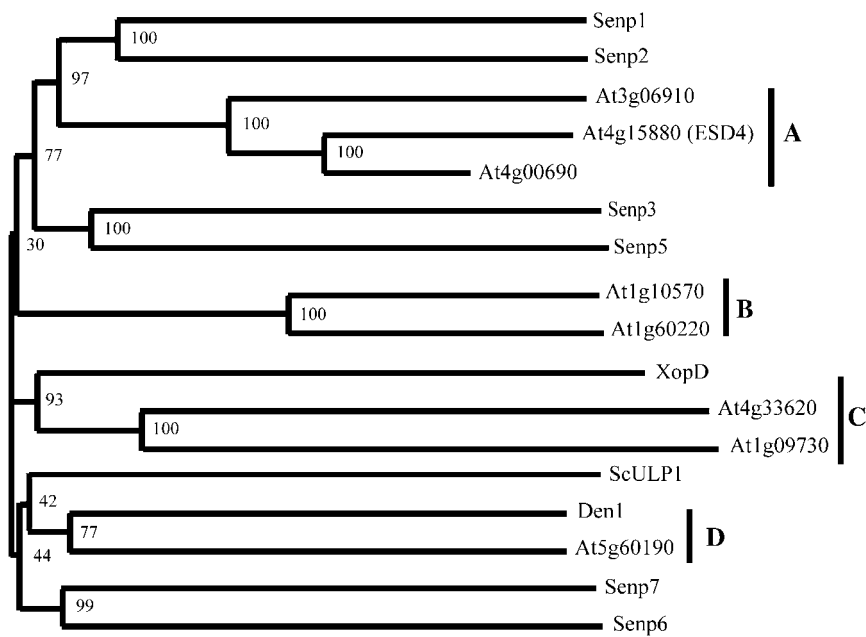 Senp1
100
Senp2
97
At3g06910
100
At4g15880 (ESD4)
A
77
100
At4g00690
Senp3
100
30
Senp5
At1g10570
100
B
At1g60220
XopD
93
At4g33620
100
C
At1g09730
ScULP1
42
Den1
77
D
44
At5g60190
Senp7
99
Senp6